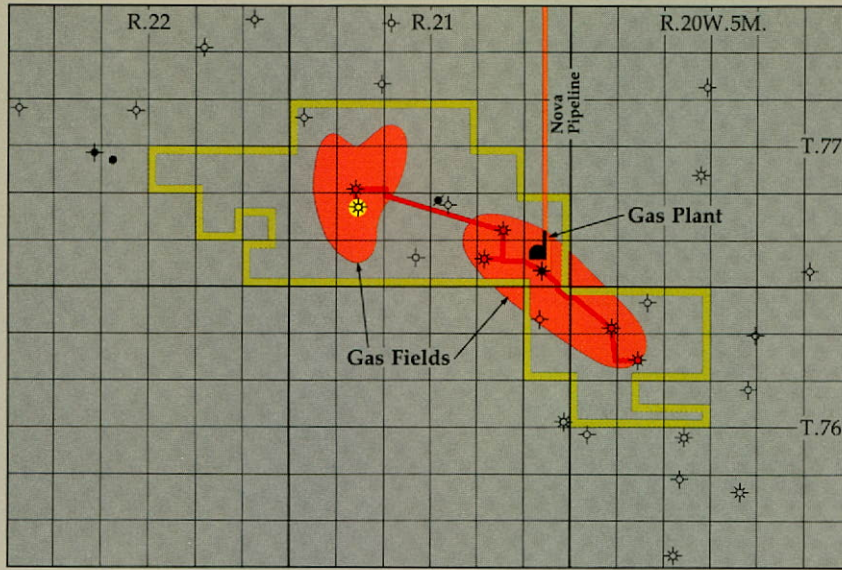 R.22
R.21
R.20W.5M.
Nova
Pipeline
T.77
Gas Plant
Gas Fields
T.76